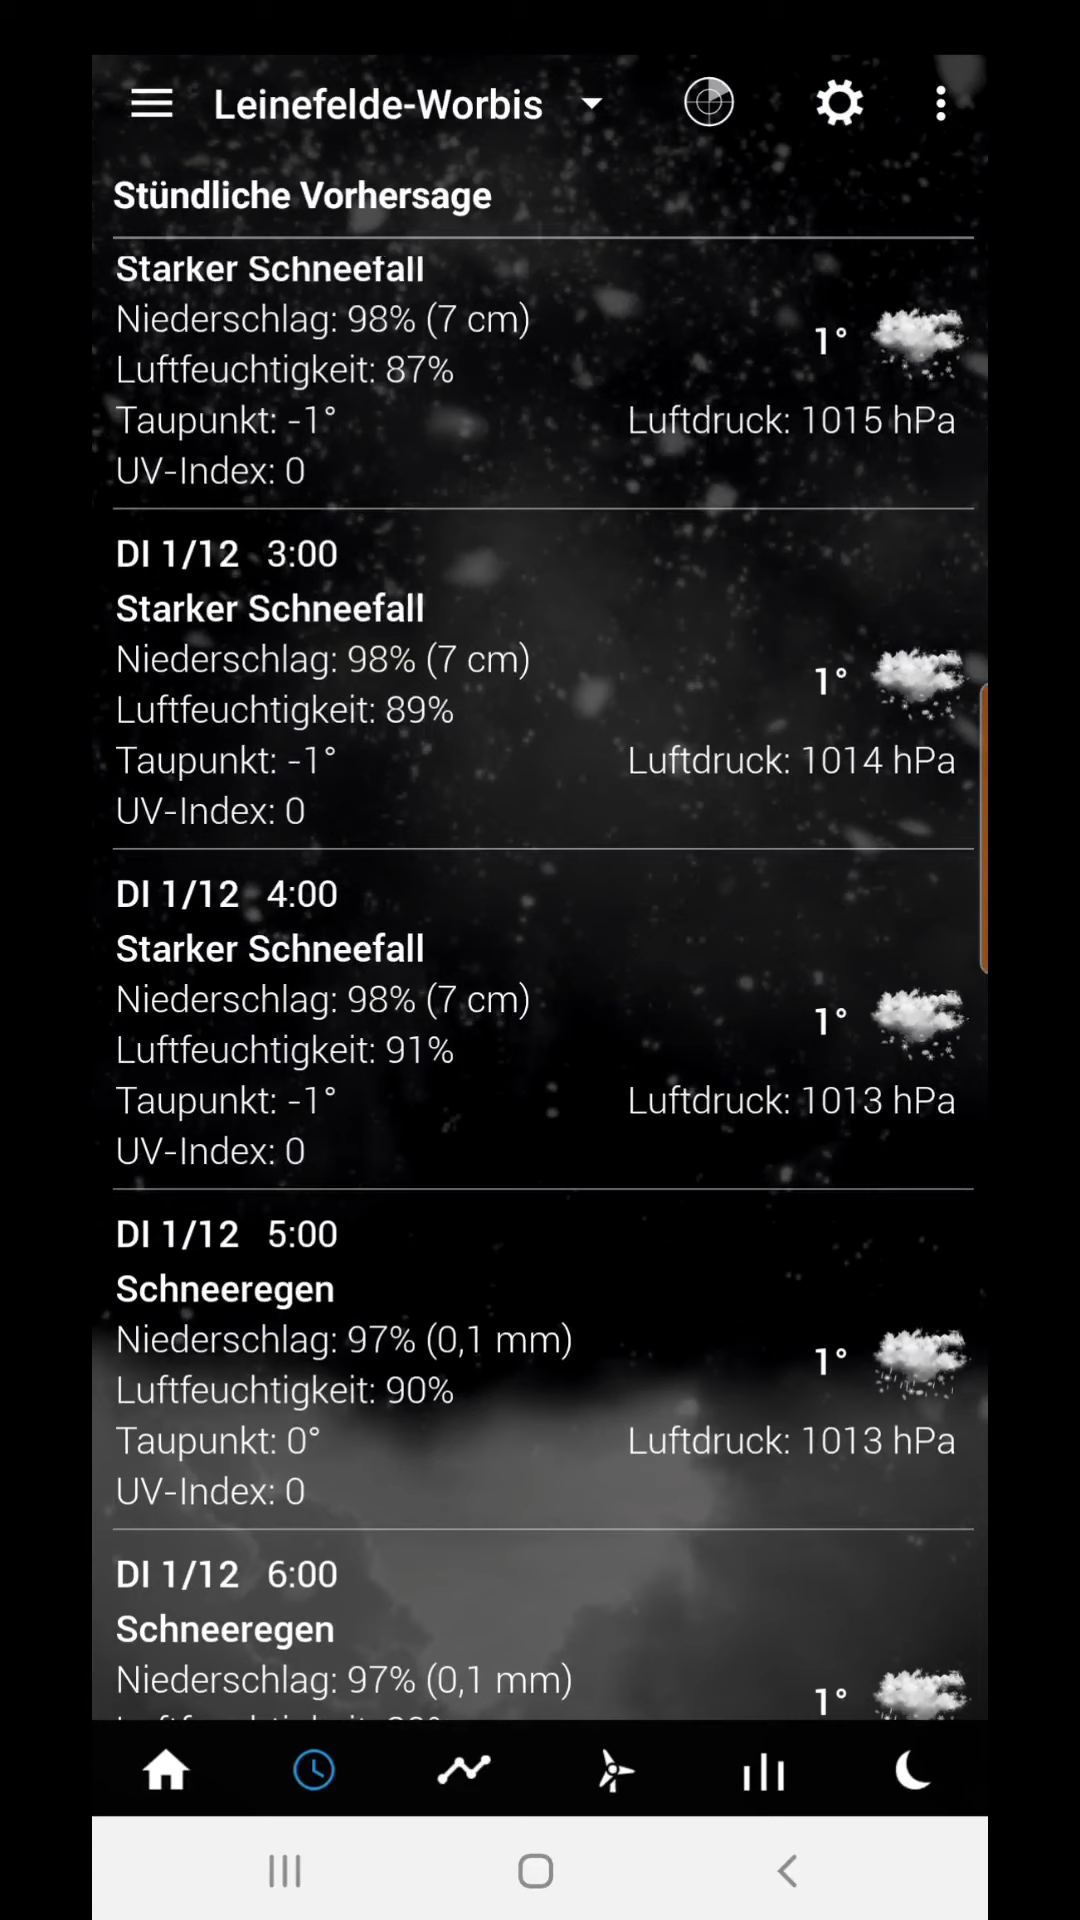 Leinefelde-Worbis
Stündliche Vorhersage
Starker Schneefall
Niederschlag: 98% (7 cm)
1°
Luftfeuchtigkeit: 87%
Taupunkt: -1°
Luftdruck: 1015 hPa
UV-Index: 0
DI 1/12 3:00
Starker Schneefall
Niederschlag: 98% (7 cm)
1°
Luftfeuchtigkeit: 89%
Taupunkt: -1°
Luftdruck: 1014 hPa
UV-Index: 0
DI 1/12 4:00
Starker Schneefall
Niederschlag: 98% (7 cm)
1°
Luftfeuchtigkeit: 91%
Taupunkt: -1°
Luftdruck: 1013 hPa
UV-Index: 0
DI 1/12 5:00
Schneeregen
Niederschlag: 97% (0,1 mm)
1°
Luftfeuchtigkeit: 90%
Taupunkt: 0°
Luftdruck: 1013 hPa
UV-Index: 0
DI 1/12 6:00
Schneeregen
Niederschlag: 97% (0,1 mm)
1°